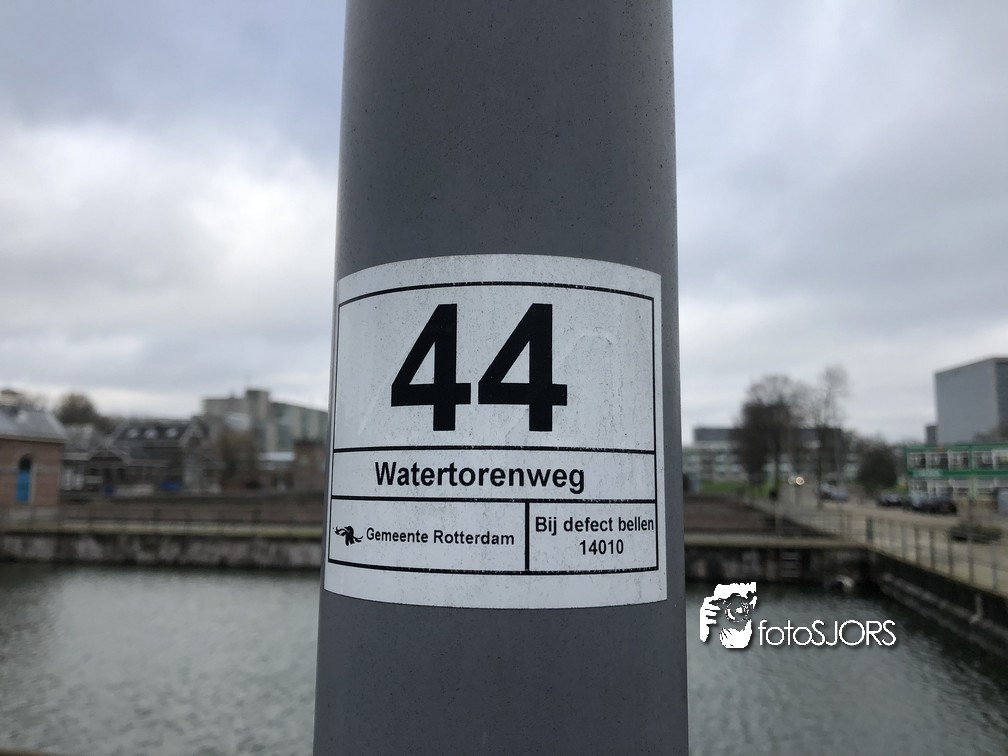 44
Watertorenweg
Gemeente Rotterdam
Bij defect bellen
14010
fotoSJORS